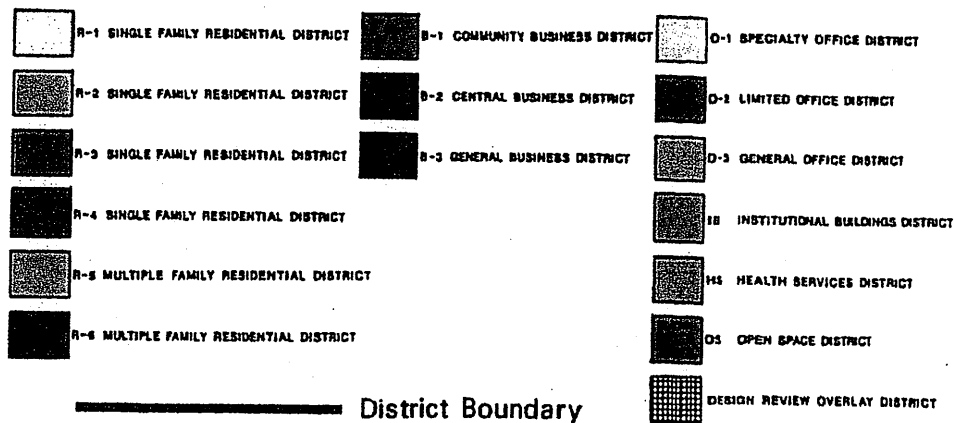 R-1 SINGLE FAMILY RESIDENTIAL DISTRICT
R-2 SINGLE FAMILY RESIDENTIAL DISTRICT
R-3 SINGLE FAMILY RESIDENTIAL DISTRICT
R-4 SINGLE FAMILY RESIDENTIAL DISTRICT
R-5 MULTIPLE FAMILY RESIDENTIAL DISTRICT
R-6 MULTIPLE FAMILY RESIDENTIAL DISTRICT
B-1 COMMUNITY BUSINESS DISTRICT
B-2 CENTRAL BUSINESS DISTRICT
B-3 GENERAL BUSINESS DISTRICT
O-1 SPECIALTY OFFICE DISTRICT
O-2 LIMITED OFFICE DISTRICT
O-3 GENERAL OFFICE DISTRICT
IB INSTITUTIONAL BUILDINGS DISTRICT
HS HEALTH SERVICES DISTRICT
OS OPEN SPACE DISTRICT
DESIGN REVIEW OVERLAY DISTRICT
District Boundary